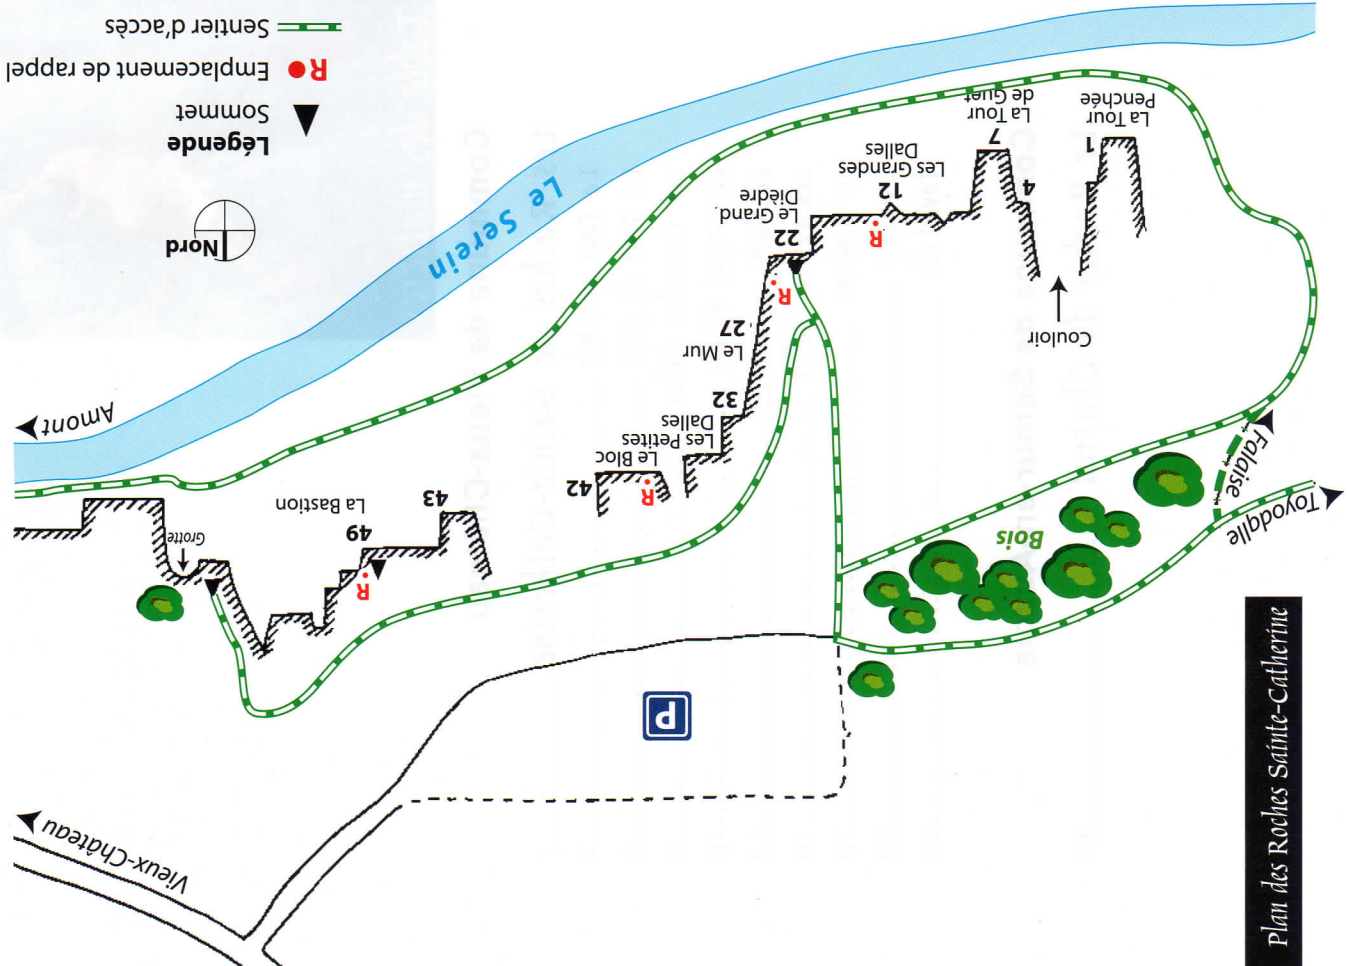 Plan des Roches Sainte-Catherine
Vieux-Château
P
Toyodqlle
Falaise
Bois
Couloir
Grotte
La Bastion
49
43
R
42
Le Bloc
R
Les Petites
Dalles
32
Le Mur
27
R
22
Le Grand
Dièdre
R
12
Les Grandes
Dalles
4
7
La Tour
de Guet
1
La Tour
Penchée
Amont
Le Serein
Nord
Légende
Sommet
R Emplacement de rappel
Sentier d'accès